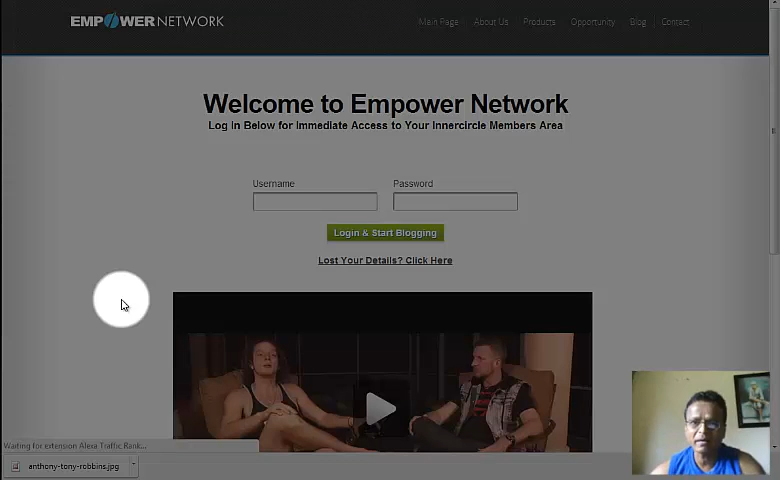 EMPOWER NETWORK
Main Page About Us Products Opportunity Blog Contact
Welcome to Empower Network
Log In Below for Immediate Access to Your Innercircle Members Area
Username Password
Login & Start Blogging
Lost Your Details? Click Here
Waiting for extension Alexa Traffic Rank...
anthony-tony-robbins.jpg